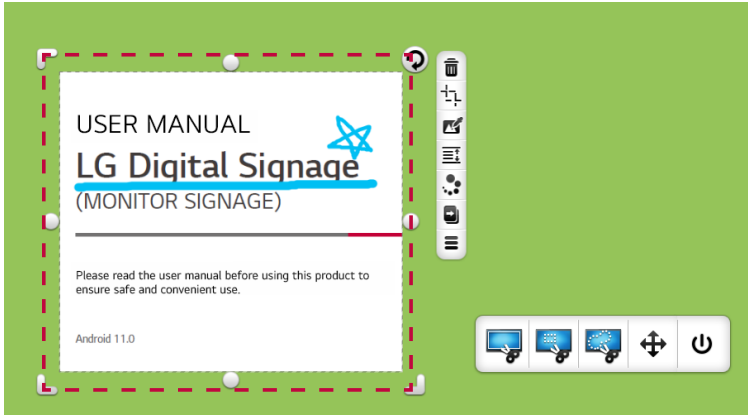 USER MANUAL
LG Digital Signage
(MONITOR SIGNAGE)
Please read the user manual before using this product to
ensure safe and convenient use.
Android 11.0